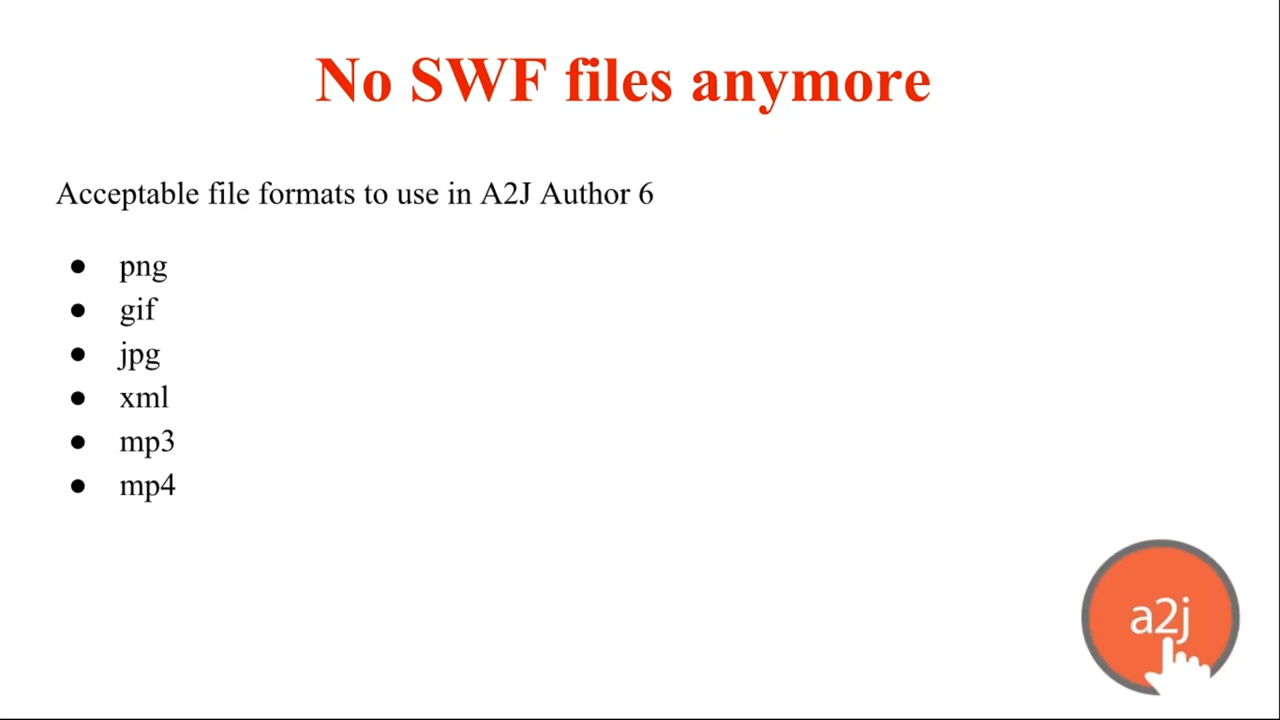 No SWF files anymore
Acceptable file formats to use in A2J Author 6
● png
● gif
● jpg
● xml
● mp3
● mp4
a2j